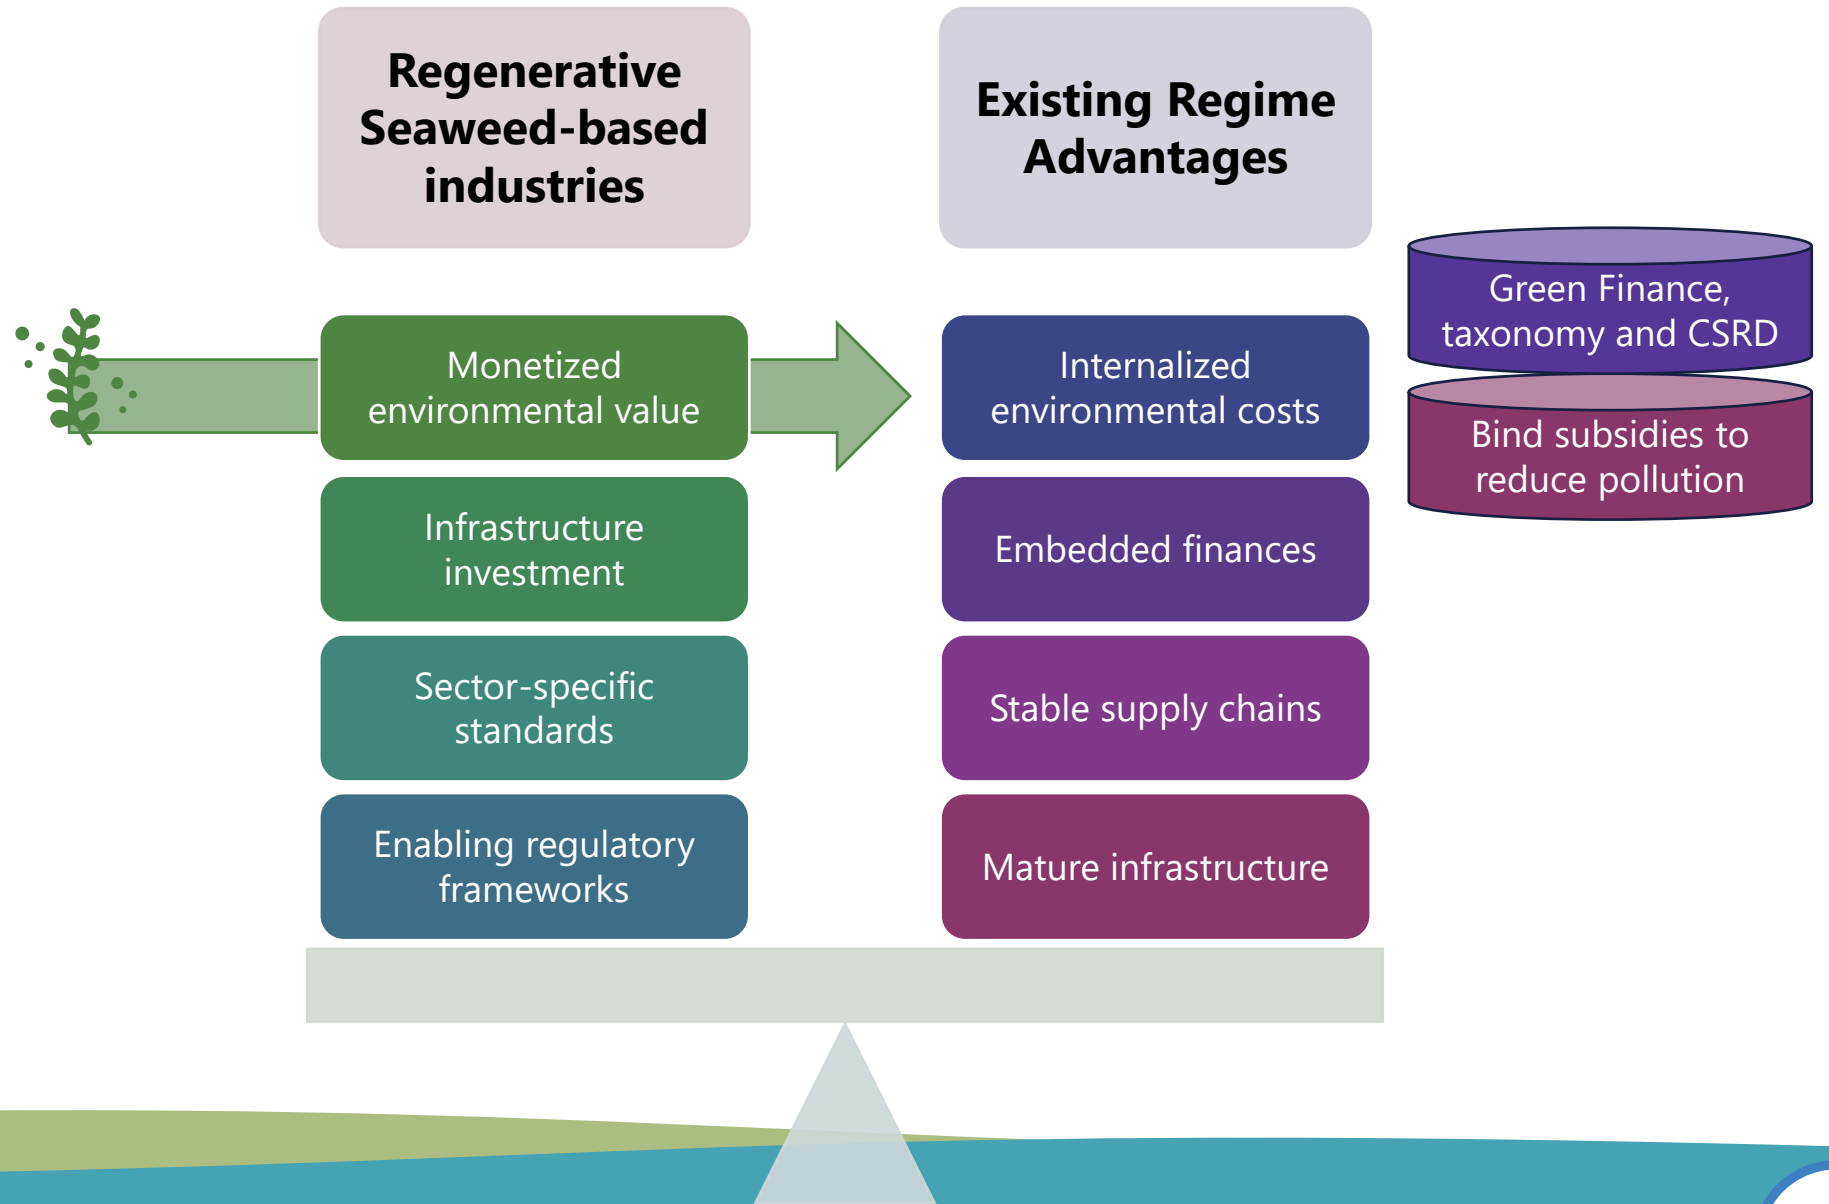 Regenerative
Seaweed-based
industries
Existing Regime
Advantages
Monetized
environmental value
Infrastructure
investment
Sector-specific
standards
Enabling regulatory
frameworks
Internalized
environmental costs
Embedded finances
Stable supply chains
Mature infrastructure
Green Finance,
taxonomy and CSRD
Bind subsidies to
reduce pollution